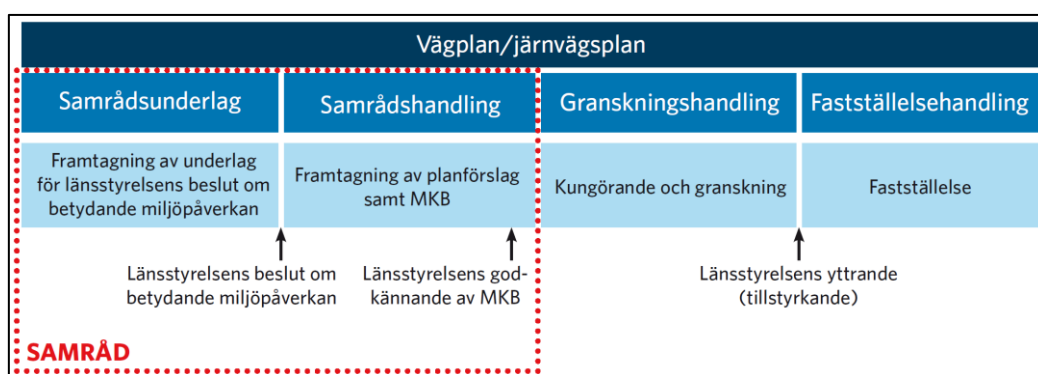 Vägplan/järnvägsplan
Samrådsunderlag
Samrådshandling
Granskningshandling
Fastställelsehandling
Framtagning av underlag
för länsstyrelsens beslut om
betydande miljöpåverkan
Framtagning av planförslag
samt MKB
Kungörande och granskning
Fastställelse
Länsstyrelsens beslut om
betydande miljöpåverkan
Länsstyrelsens god-
kännande av MKB
Länsstyrelsens yttrande
(tillstyrkande)
SAMRÅD